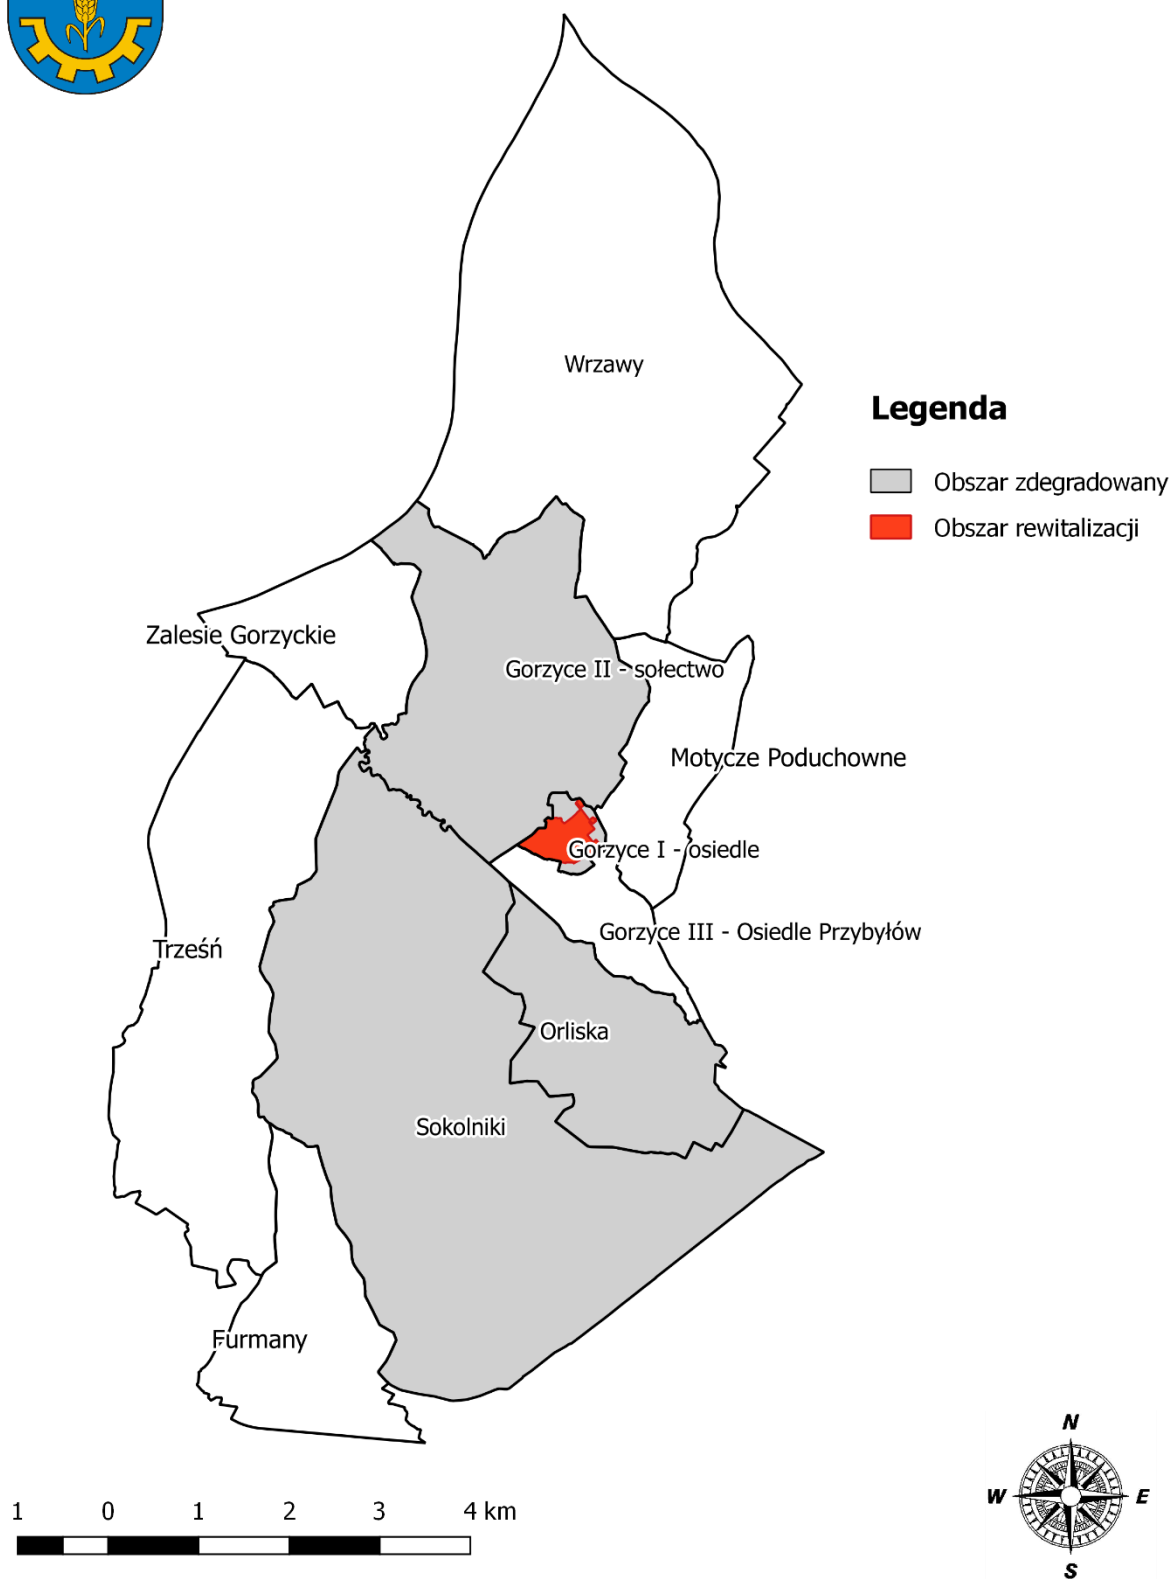 Wrzawy
Legenda
Obszar zdegradowany
Obszar rewitalizacji
Zalesie Gorzyckie
Gorzyce II - sołectwo
Motycze Poduchowne
Gorzyce I - osiedle
Gorzyce III - Osiedle Przybyłów
Trześń
Orliska
Sokolniki
Furmany
N
W E
S
1 0 1 2 3 4 km